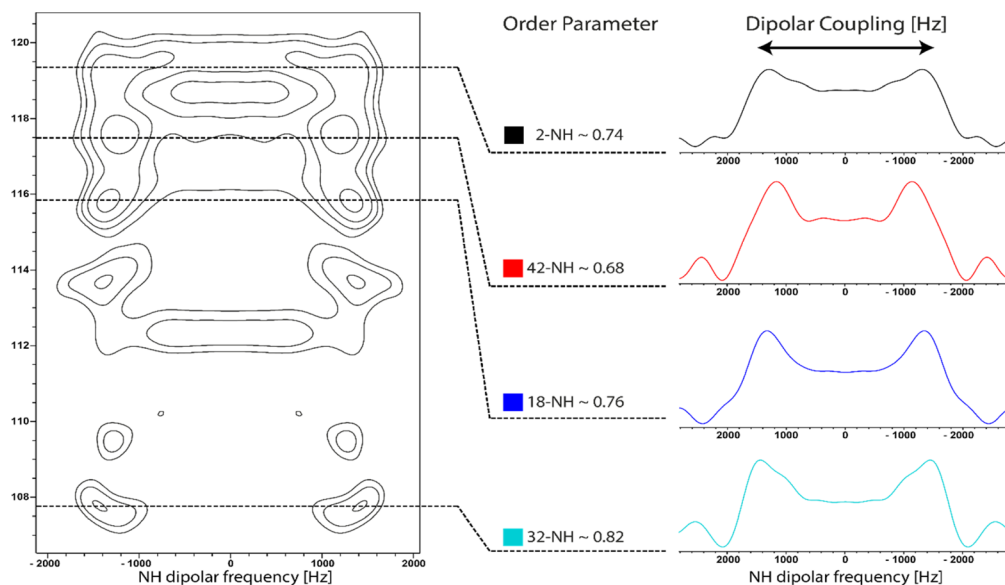 120
118
116
114
112
110
108
- 2000 - 1000 0 1000 2000
NH dipolar frequency [Hz]
Order Parameter
2-NH ~ 0.74
42-NH ~ 0.68
18-NH ~ 0.76
32-NH ~ 0.82
Dipolar Coupling [Hz]
2000 1000 0 - 1000 - 2000
2000 1000 0 - 1000 - 2000
2000 1000 0 - 1000 - 2000
2000 1000 0 - 1000 - 2000
NH dipolar frequency [Hz]